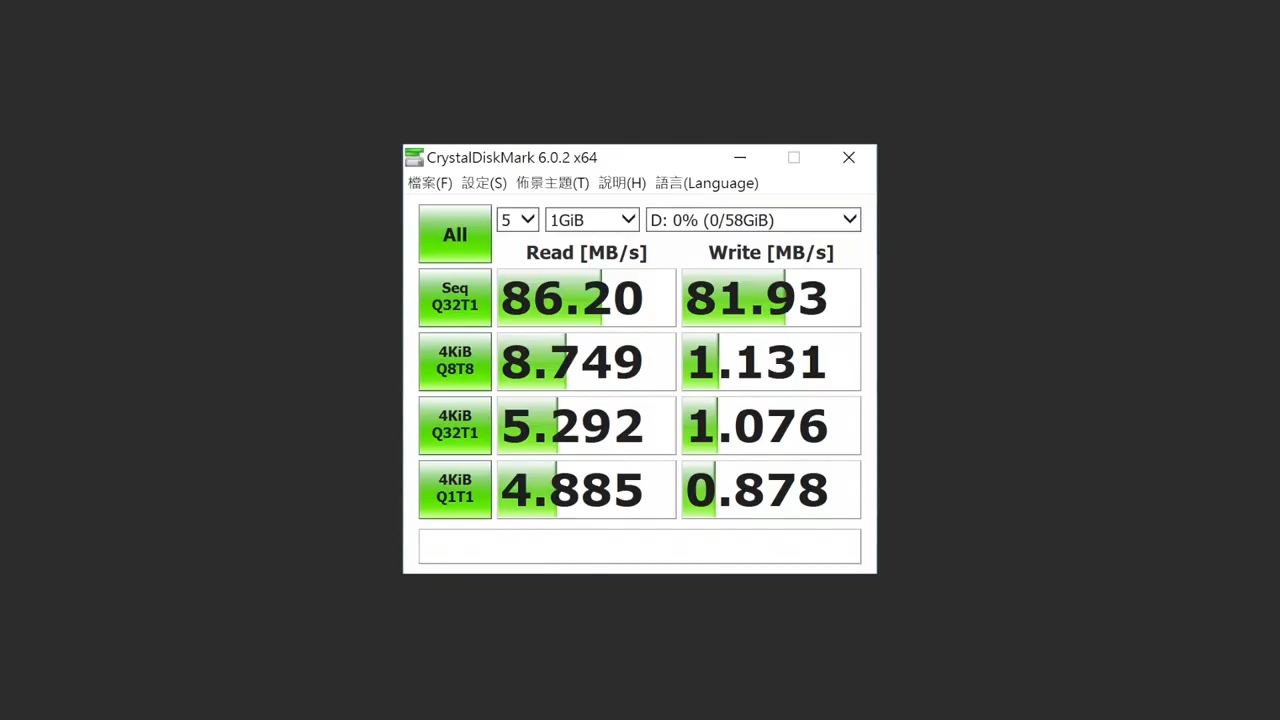 CrystalDiskMark 6.0.2 x64
檔案(F) 設定(S) 佈景主題(T) 說明(H) 語言(Language)
All 5 1GiB D: 0% (0/58GiB)
Read [MB/s] Write [MB/s]
Seq
Q32T1
86.20 81.93
4KiB
Q8T8
8.749 1.131
4KiB
Q32T1
5.292 1.076
4KiB
Q1T1
4.885 0.878